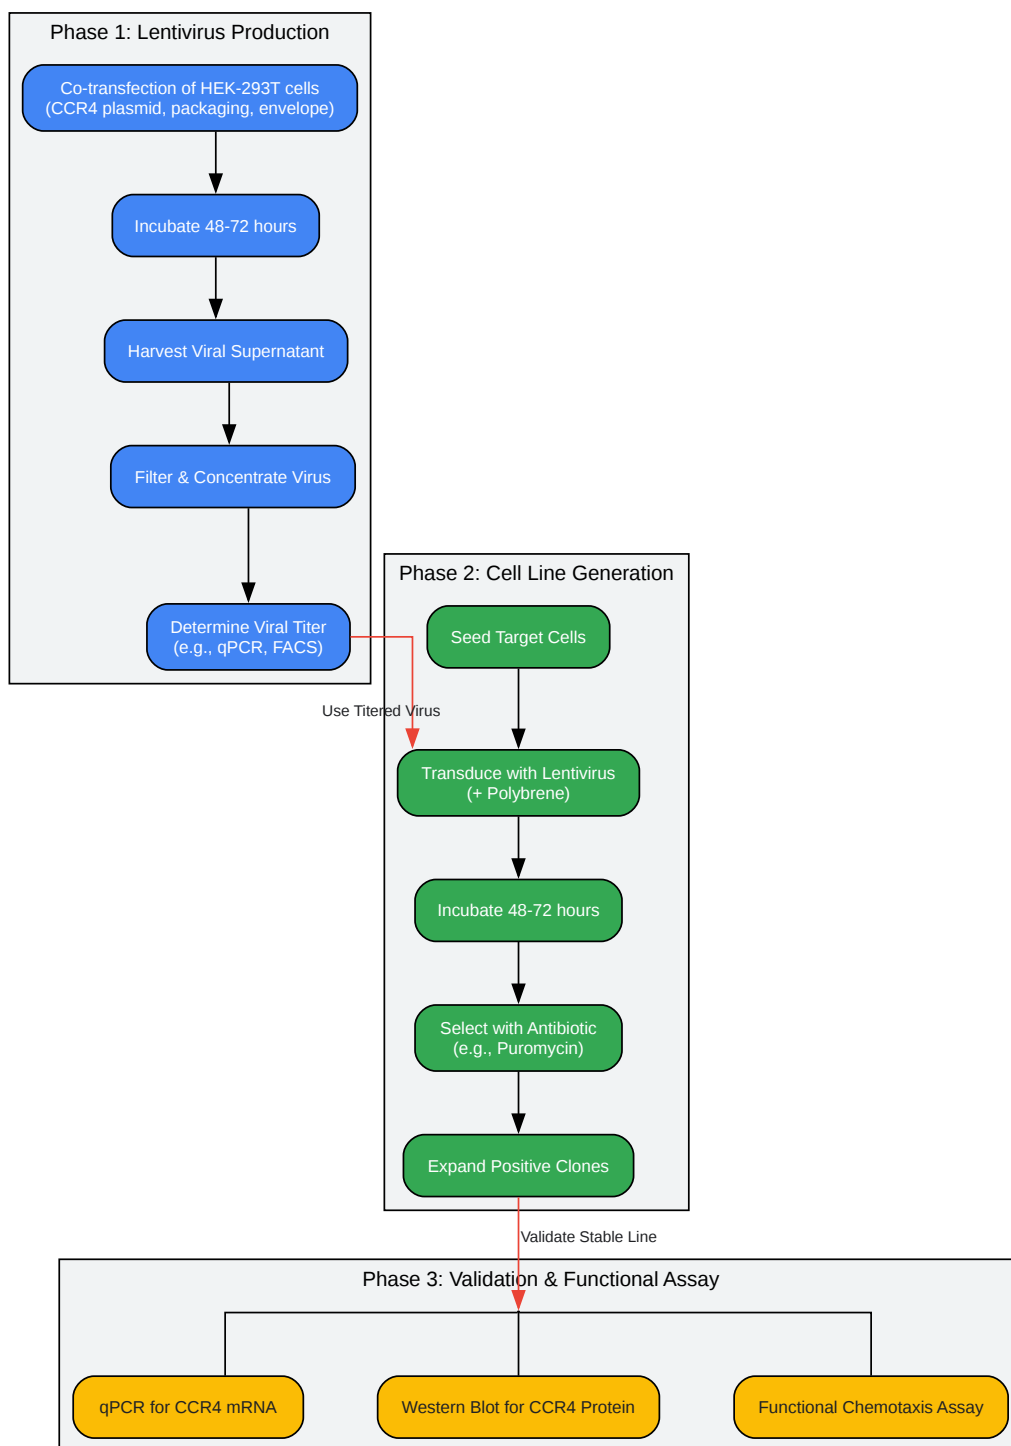 Phase 1: Lentivirus Production
Co-transfection of HEK-293T cells
(CCR4 plasmid, packaging, envelope)
Incubate 48-72 hours
Harvest Viral Supernatant
Filter & Concentrate Virus
Determine Viral Titer
(e.g., qPCR, FACS)
Use Titered Virus
Phase 2: Cell Line Generation
Seed Target Cells
Transduce with Lentivirus
(+ Polybrene)
Incubate 48-72 hours
Select with Antibiotic
(e.g., Puromycin)
Expand Positive Clones
Validate Stable Line
Phase 3: Validation & Functional Assay
qPCR for CCR4 mRNA
Western Blot for CCR4 Protein
Functional Chemotaxis Assay